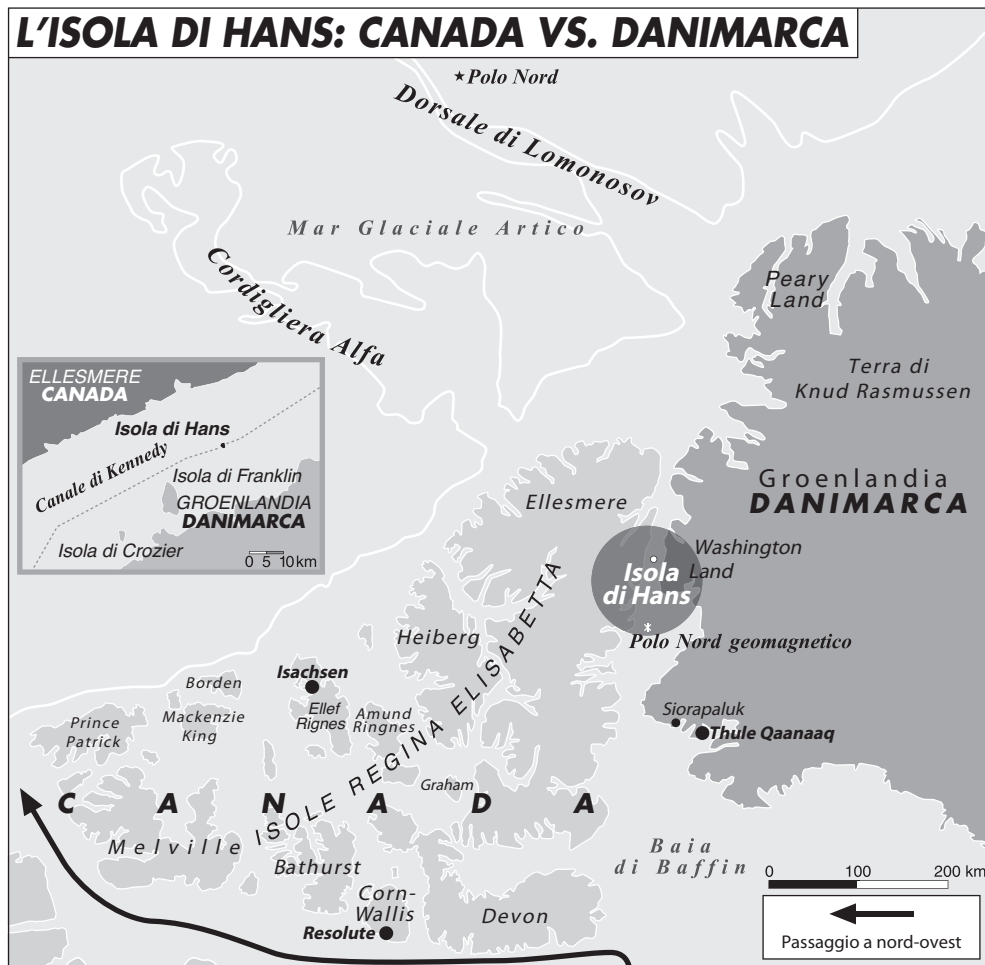 L'ISOLA DI HANS: CANADA VS. DANIMARCA
Polo Nord
Dorsale di Lomonosov
Mar Glaciale Artico
Cordigliera Alfa
Peary
Land
Terra di
Knud Rasmussen
Groenlandia
DANIMARCA
ELLESMERE
CANADA
Isola di Hans
Canale di Kennedy
Isola di Franklin
GROENLANDIA
DANIMARCA
Isola di Crozier
0 5 10 km
Ellesmere
Washington
Land
Isola
di Hans
Polo Nord geomagnetico
Heiberg
ISOLE REGINA ELISABETTA
Isachsen
Borden
Ellef
Rignes
Amund
Ringnes
Mackenzie
King
Prince
Patrick
Siorapaluk
Thule Qaanaaq
Graham
CANADA
Melville
Bathurst
Corn-
Wallis
Resolute
Devon
Baia
di Baffin
0 100 200 km
Passaggio a nord-ovest